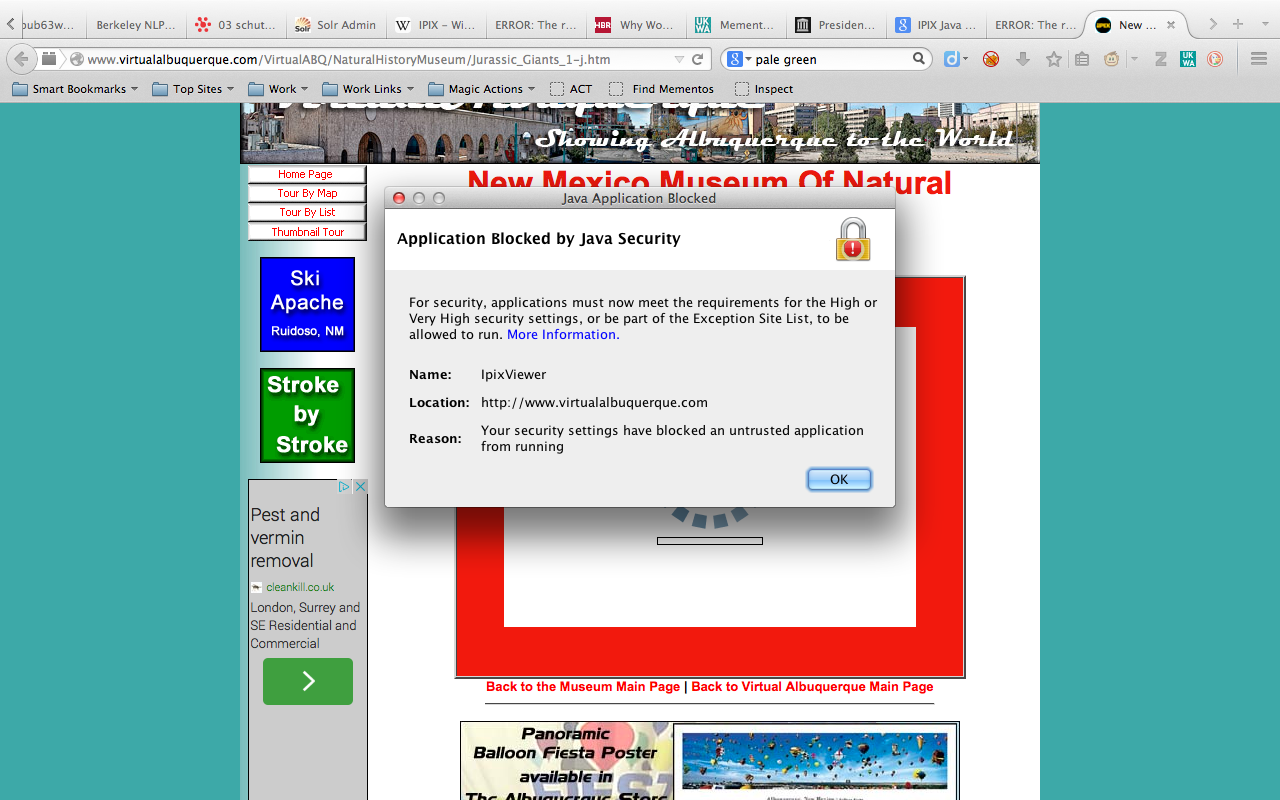 pub63w...
Berkeley NLP...
03 schut...
Solr Admin
IPIX – Wi...
ERROR: The r...
Why Wo...
Mement...
Presiden...
IPIX Java ...
ERROR: The r...
New ...
www.virtualalbuquerque.com/VirtualABQ/NaturalHistoryMuseum/Jurassic_Giants_1-j.htm
pale green
Smart Bookmarks
Top Sites
Work
Work Links
Magic Actions
ACT
Find Mementos
Inspect
Showing Albuquerque to the World
Home Page
Tour By Map
Tour By List
Thumbnail Tour
New Mexico Museum Of Natural
Ski
Apache
Ruidoso, NM
Stroke
by
Stroke
Pest and
vermin
removal
cleankill.co.uk
London, Surrey and
SE Residential and
Commercial
Java Application Blocked
Application Blocked by Java Security
For security, applications must now meet the requirements for the High or
Very High security settings, or be part of the Exception Site List, to be
allowed to run. More Information.
Name: IpixViewer
Location: http://www.virtualalbuquerque.com
Reason: Your security settings have blocked an untrusted application
from running
OK
Back to the Museum Main Page | Back to Virtual Albuquerque Main Page
Panoramic
Balloon Fiesta Poster
available in
The Albuquerque Store